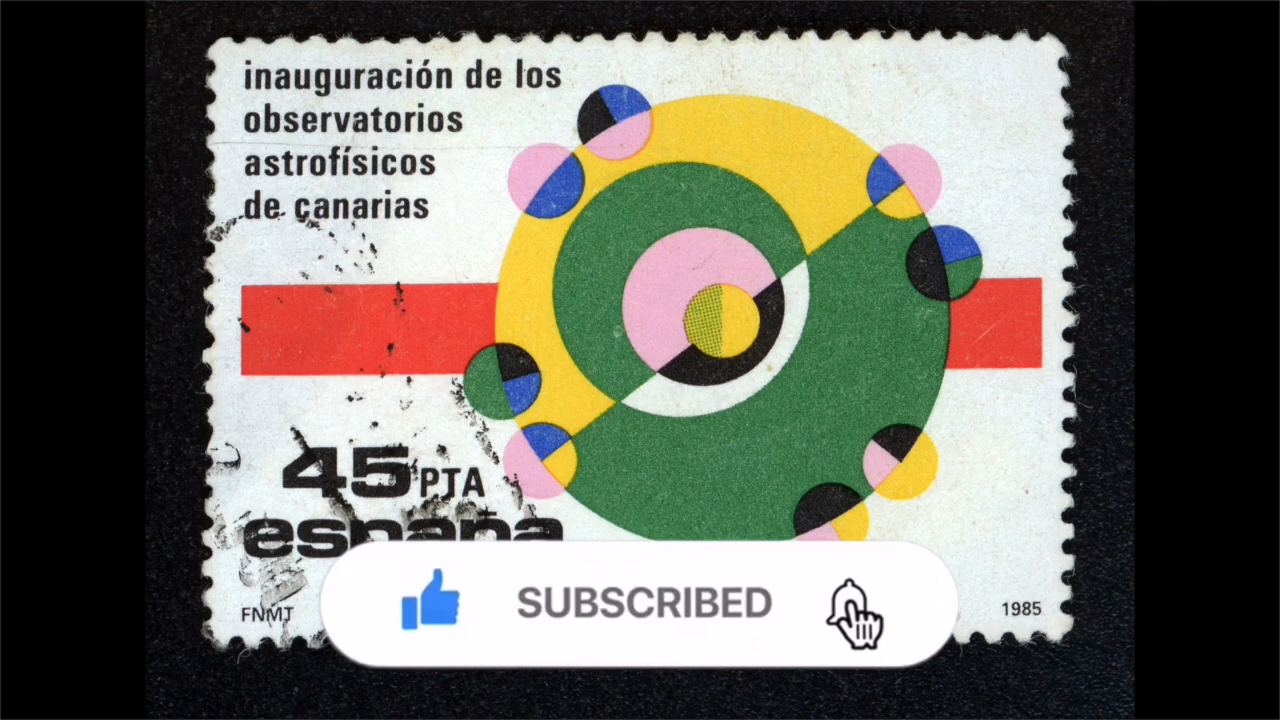 inauguración de los
observatorios
astrofísicos
de canarias
45 PTA
españa
FNMT
1985
SUBSCRIBED